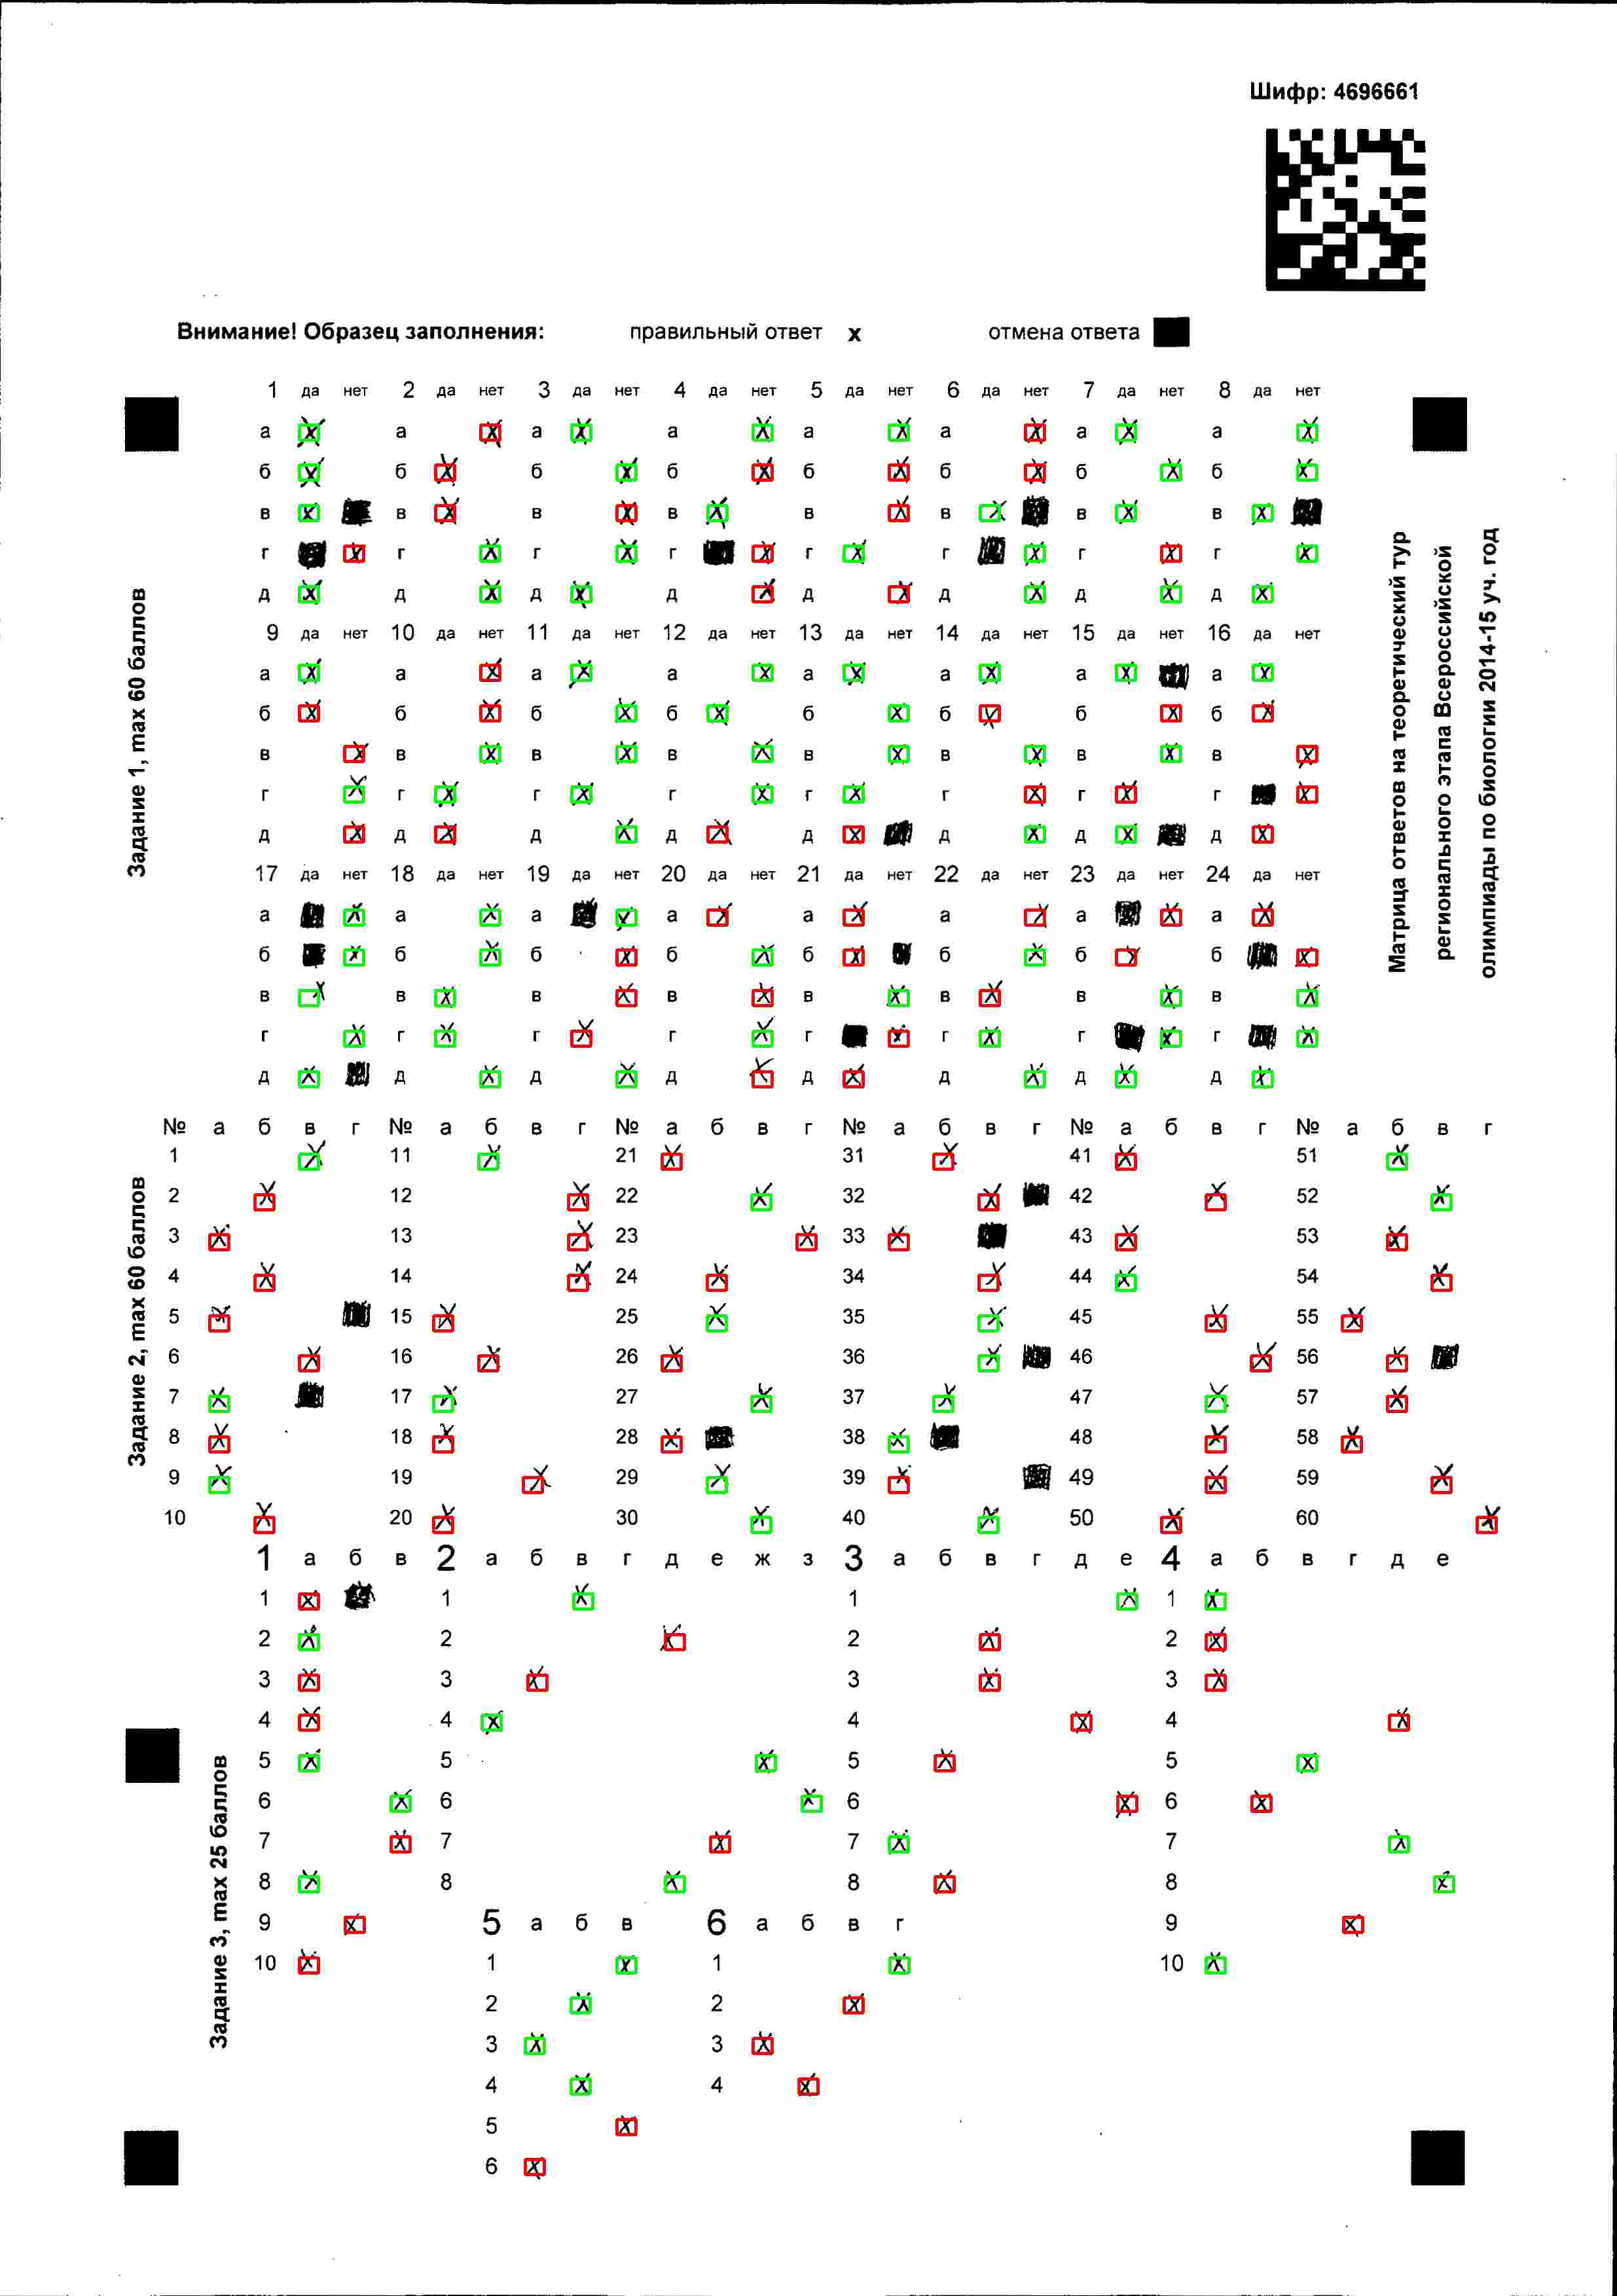 Шифр: 4696661
Внимание! Образец заполнения: правильный ответ х отмена ответа
Задание 1, max 60 баллов
1 да нет 2 да нет 3 да нет 4 да нет 5 да нет 6 да нет 7 да нет 8 да нет
а а а а а а а а
б б б б б б б б
в в в в в в в в
г г г г г г г г
д д д д д д д д
9 да нет 10 да нет 11 да нет 12 да нет 13 да нет 14 да нет 15 да нет 16 да нет
а а а а а а а а
б б б б б б б б
в в в в в в в в
г г г г г г г г
д д д д д д д д
17 да нет 18 да нет 19 да нет 20 да нет 21 да нет 22 да нет 23 да нет 24 да нет
а а а а а а а а
б б б б б б б б
в в в в в в в в
г г г г г г г г
д д д д д д д д
Матрица ответов на теоретический тур
регионального этапа Всероссийской
олимпиады по биологии 2014-15 уч. год
Задание 2, max 60 баллов
№ а б в г № а б в г № а б в г № а б в г № а б в г № а б в г
1 11 21 31 41 51
2 12 22 32 42 52
3 13 23 33 43 53
4 14 24 34 44 54
5 15 25 35 45 55
6 16 26 36 46 56
7 17 27 37 47 57
8 18 28 38 48 58
9 19 29 39 49 59
10 20 30 40 50 60
Задание 3, max 25 баллов
1 а б в 2 а б в г д е ж з 3 а б в г д е 4 а б в г д е
1 1 1 1
2 2 2 2
3 3 3 3
4 4 4 4
5 5 5 5
6 6 6 6
7 7 7 7
8 8 8 8
9 5 а б в 6 а б в г 9
10 1 1 10
2 2
3 3
4 4
5
6